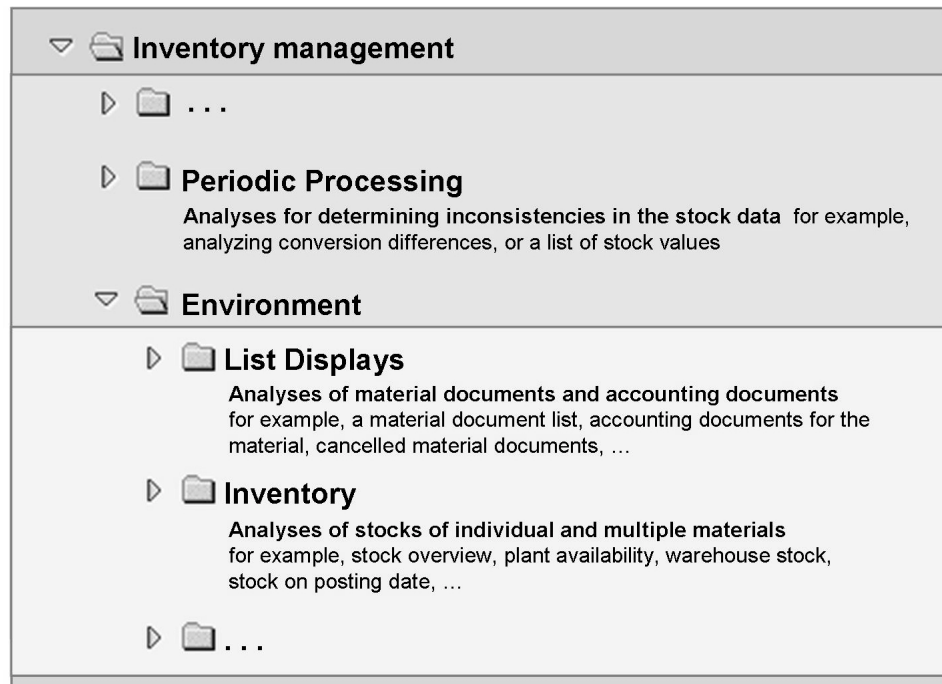 Inventory management
...
Periodic Processing
Analyses for determining inconsistencies in the stock data for example,
analyzing conversion differences, or a list of stock values
Environment
List Displays
Analyses of material documents and accounting documents
for example, a material document list, accounting documents for the
material, cancelled material documents, …
Inventory
Analyses of stocks of individual and multiple materials
for example, stock overview, plant availability, warehouse stock,
stock on posting date, …
...